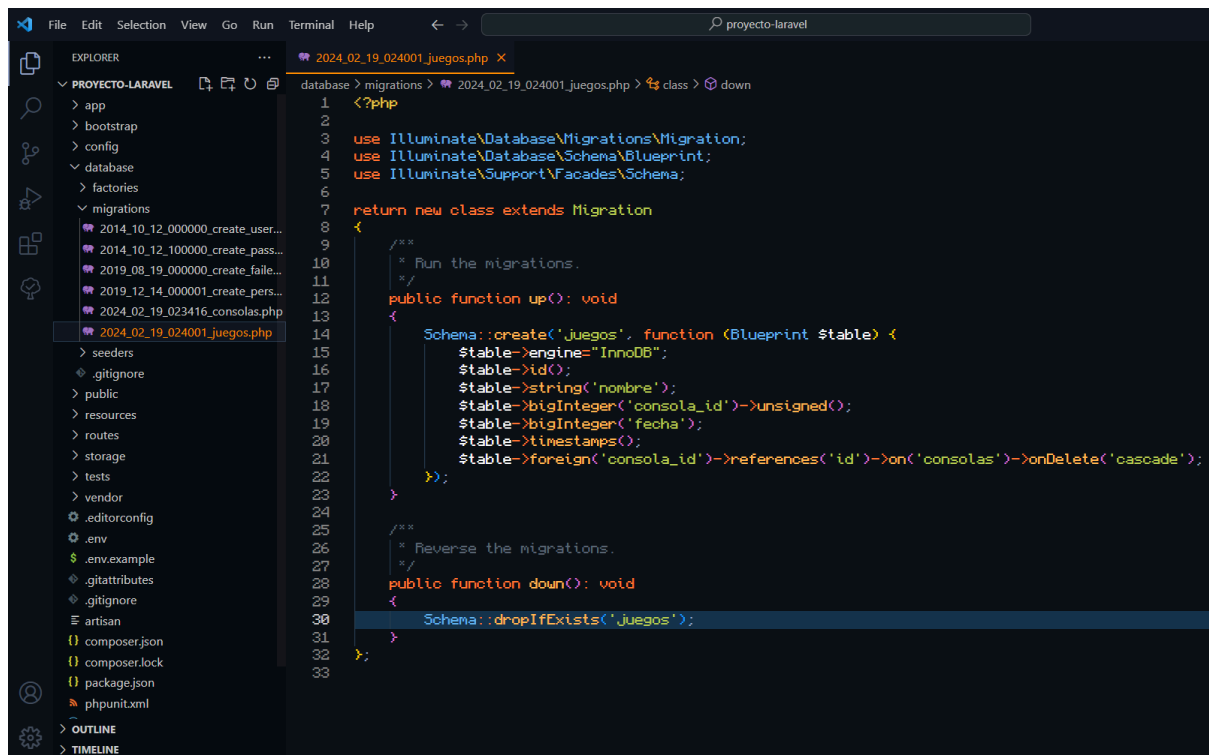 File Edit Selection View Go Run Terminal Help
proyecto-laravel
EXPLORER
PROYECTO-LARAVEL
app
bootstrap
config
database
factories
migrations
2014_10_12_000000_create_user...
2014_10_12_100000_create_pass...
2019_08_19_000000_create_faile...
2019_12_14_000001_create_pers...
2024_02_19_023416_consolas.php
2024_02_19_024001_juegos.php
seeders
.gitignore
public
resources
routes
storage
tests
vendor
.editorconfig
.env
.env.example
.gitattributes
.gitignore
artisan
composer.json
composer.lock
package.json
phpunit.xml
OUTLINE
TIMELINE
2024_02_19_024001_juegos.php
database > migrations > 2024_02_19_024001_juegos.php > class > down
1 <?php
2
3 use Illuminate\Database\Migrations\Migration;
4 use Illuminate\Database\Schema\Blueprint;
5 use Illuminate\Support\Facades\Schema;
6
7 return new class extends Migration
8 {
9 /**
10 * Run the migrations.
11 */
12 public function up(): void
13 {
14 Schema::create('juegos', function (Blueprint $table) {
15 $table->engine="InnoDB";
16 $table->id();
17 $table->string('nombre');
18 $table->bigInteger('consola_id')->unsigned();
19 $table->bigInteger('fecha');
20 $table->timestamps();
21 $table->foreign('consola_id')->references('id')->on('consolas')->onDelete('cascade');
22 });
23 }
24
25 /**
26 * Reverse the migrations.
27 */
28 public function down(): void
29 {
30 Schema::dropIfExists('juegos');
31 }
32 };
33